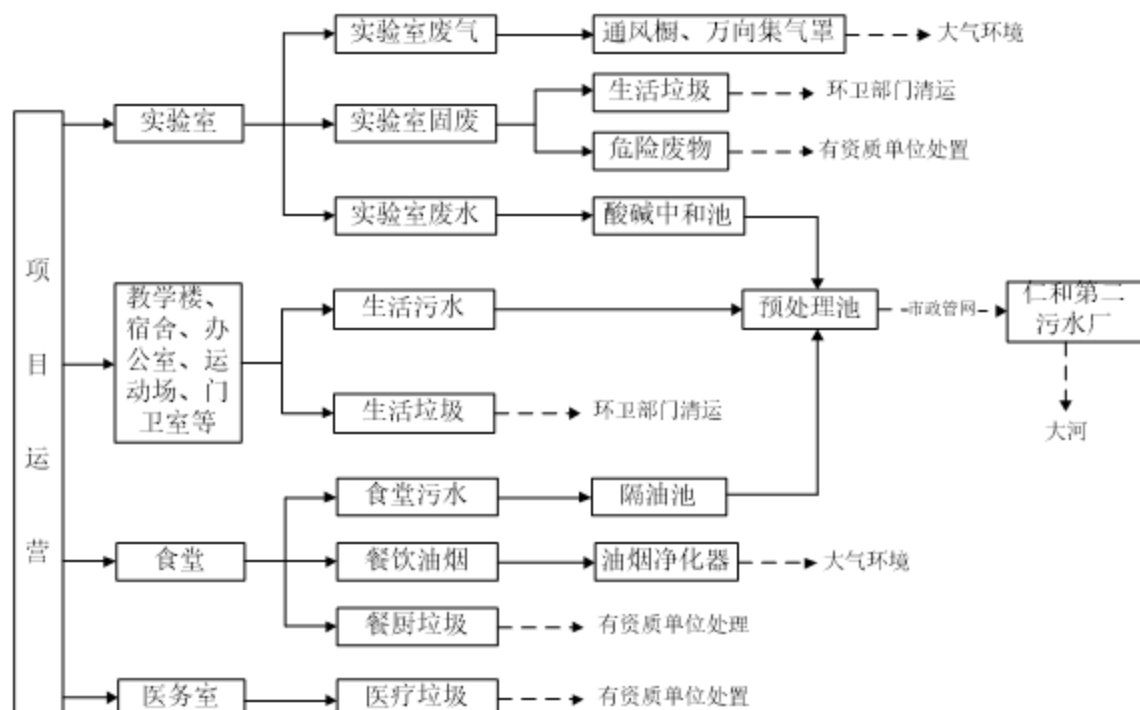 实验室废气
通风橱、万向集气罩
大气环境
生活垃圾
环卫部门清运
实验室
实验室固废
危险废物
有资质单位处置
实验室废水
酸碱中和池
项
目
运
营
教学楼、
宿舍、办
公室、运
动场、门
卫室等
生活污水
预处理池
市政管网
仁和第二
污水厂
生活垃圾
环卫部门清运
大河
食堂污水
隔油池
食堂
餐饮油烟
油烟净化器
大气环境
餐厨垃圾
有资质单位处理
医务室
医疗垃圾
有资质单位处置